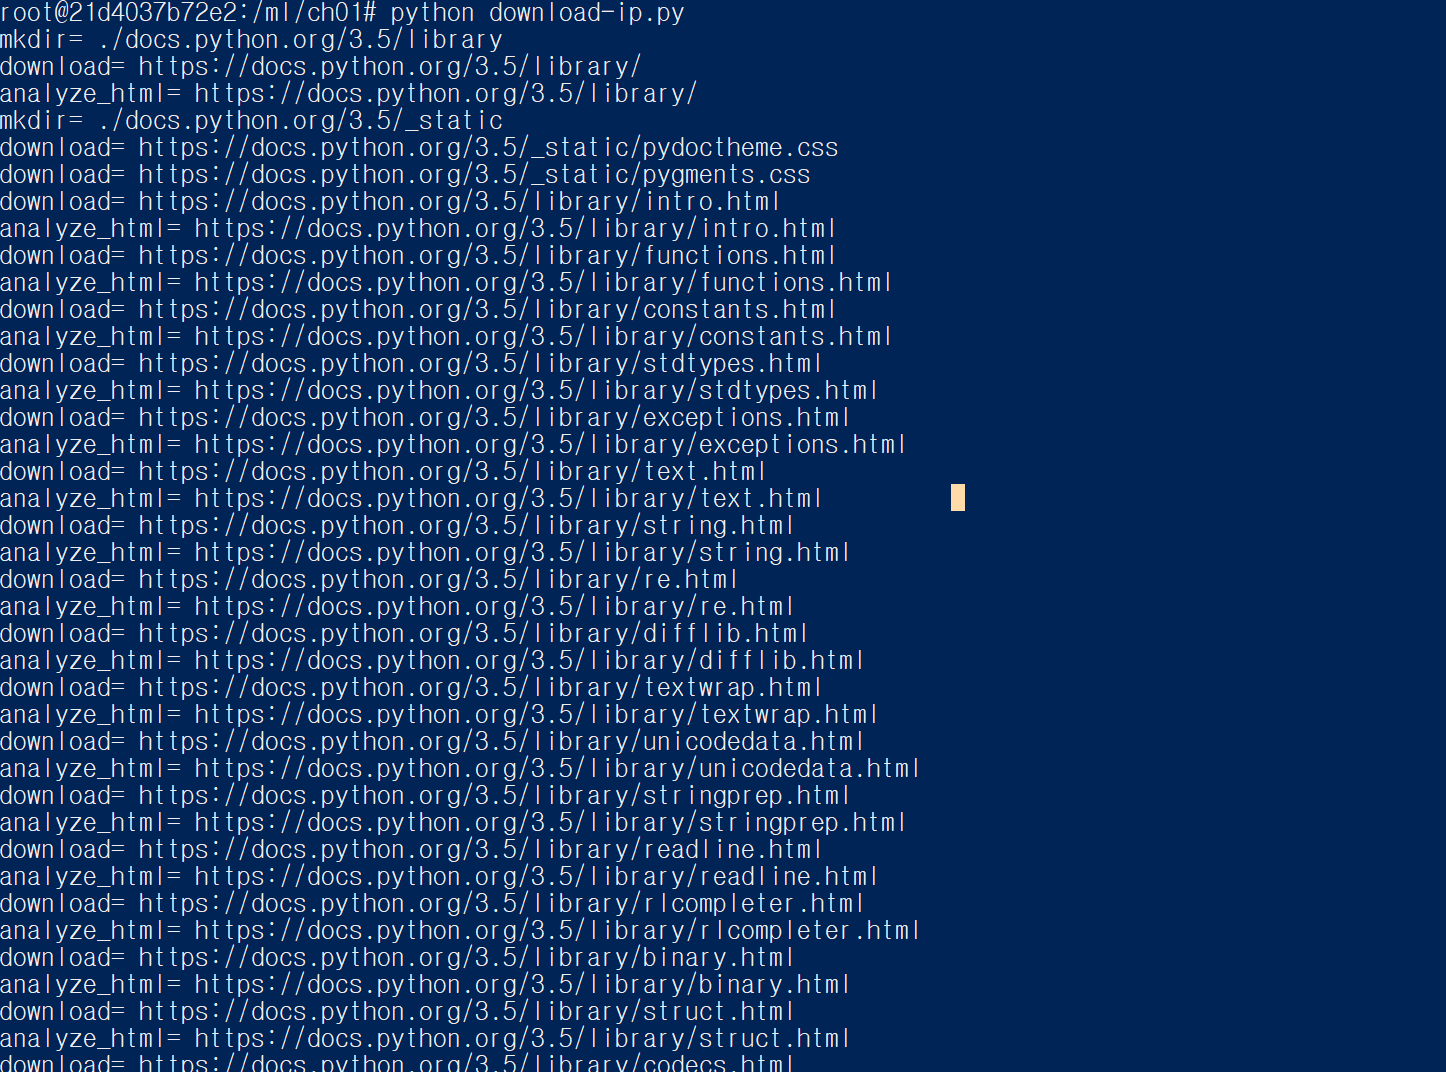 root@21d4037b72e2:/ml/ch01# python download-ip.py
mkdir= ./docs.python.org/3.5/library
download= https://docs.python.org/3.5/library/
analyze_html= https://docs.python.org/3.5/library/
mkdir= ./docs.python.org/3.5/_static
download= https://docs.python.org/3.5/_static/pydoctheme.css
download= https://docs.python.org/3.5/_static/pygments.css
download= https://docs.python.org/3.5/library/intro.html
analyze_html= https://docs.python.org/3.5/library/intro.html
download= https://docs.python.org/3.5/library/functions.html
analyze_html= https://docs.python.org/3.5/library/functions.html
download= https://docs.python.org/3.5/library/constants.html
analyze_html= https://docs.python.org/3.5/library/constants.html
download= https://docs.python.org/3.5/library/stdtypes.html
analyze_html= https://docs.python.org/3.5/library/stdtypes.html
download= https://docs.python.org/3.5/library/exceptions.html
analyze_html= https://docs.python.org/3.5/library/exceptions.html
download= https://docs.python.org/3.5/library/text.html
analyze_html= https://docs.python.org/3.5/library/text.html
download= https://docs.python.org/3.5/library/string.html
analyze_html= https://docs.python.org/3.5/library/string.html
download= https://docs.python.org/3.5/library/re.html
analyze_html= https://docs.python.org/3.5/library/re.html
download= https://docs.python.org/3.5/library/difflib.html
analyze_html= https://docs.python.org/3.5/library/difflib.html
download= https://docs.python.org/3.5/library/textwrap.html
analyze_html= https://docs.python.org/3.5/library/textwrap.html
download= https://docs.python.org/3.5/library/unicodedata.html
analyze_html= https://docs.python.org/3.5/library/unicodedata.html
download= https://docs.python.org/3.5/library/stringprep.html
analyze_html= https://docs.python.org/3.5/library/stringprep.html
download= https://docs.python.org/3.5/library/readline.html
analyze_html= https://docs.python.org/3.5/library/readline.html
download= https://docs.python.org/3.5/library/rlcompleter.html
analyze_html= https://docs.python.org/3.5/library/rlcompleter.html
download= https://docs.python.org/3.5/library/binary.html
analyze_html= https://docs.python.org/3.5/library/binary.html
download= https://docs.python.org/3.5/library/struct.html
analyze_html= https://docs.python.org/3.5/library/struct.html
download= https://docs.python.org/3.5/library/codecs.html